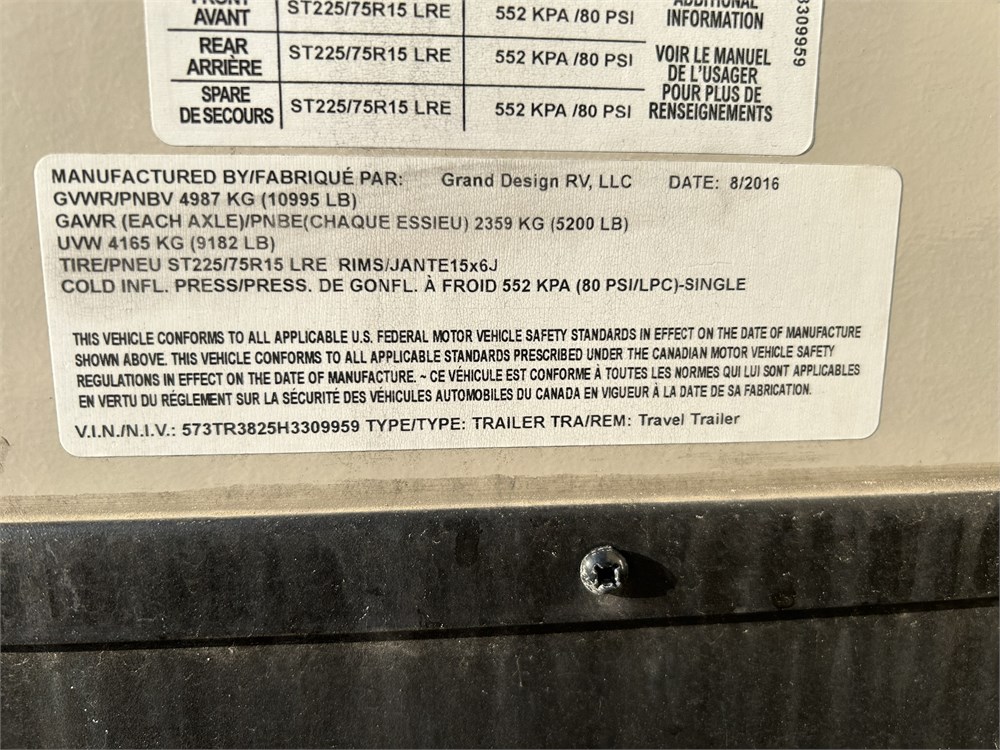 FRONT ST225/75R15 LRE 552 KPA /80 PSI ADDITIONAL
AVANT INFORMATION
REAR ST225/75R15 LRE 552 KPA /80 PSI VOIR LE MANUEL
ARRIÈRE DE L'USAGER
SPARE ST225/75R15 LRE 552 KPA /80 PSI POUR PLUS DE
DE SECOURS RENSEIGNEMENTS
3309959
MANUFACTURED BY/FABRIQUÉ PAR: Grand Design RV, LLC DATE: 8/2016
GVWR/PNBV 4987 KG (10995 LB)
GAWR (EACH AXLE)/PNBE(CHAQUE ESSIEU) 2359 KG (5200 LB)
UVW 4165 KG (9182 LB)
TIRE/PNEU ST225/75R15 LRE RIMS/JANTE15x6J
COLD INFL. PRESS/PRESS. DE GONFL. À FROID 552 KPA (80 PSI/LPC)-SINGLE
THIS VEHICLE CONFORMS TO ALL APPLICABLE U.S. FEDERAL MOTOR VEHICLE SAFETY STANDARDS IN EFFECT ON THE DATE OF MANUFACTURE
SHOWN ABOVE. THIS VEHICLE CONFORMS TO ALL APPLICABLE STANDARDS PRESCRIBED UNDER THE CANADIAN MOTOR VEHICLE SAFETY
REGULATIONS IN EFFECT ON THE DATE OF MANUFACTURE. ~ CE VÉHICULE EST CONFORME À TOUTES LES NORMES QUI LUI SONT APPLICABLES
EN VERTU DU RÉGLEMENT SUR LA SÉCURITÉ DES VÉHICULES AUTOMOBILES DU CANADA EN VIGUEUR À LA DATE DE SA FABRICATION.
V.I.N./N.I.V.: 573TR3825H3309959 TYPE/TYPE: TRAILER TRA/REM: Travel Trailer